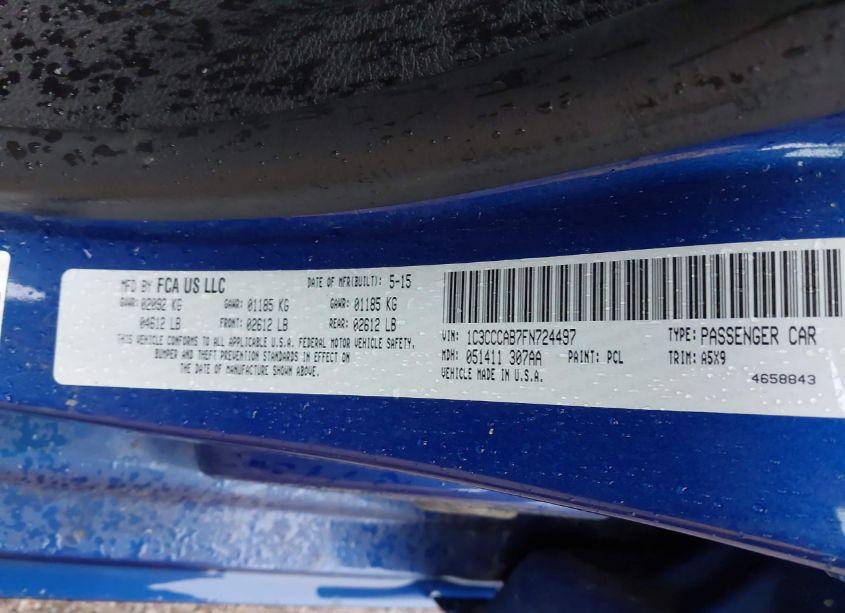 MFD BY FCA US LLC DATE OF MFR(BUILT): 5-15
GVWR: 02092 KG GAWR: 01185 KG GAWR: 01185 KG
04612 LB FRONT: 02612 LB REAR: 02612 LB
THIS VEHICLE CONFORMS TO ALL APPLICABLE U.S.A. FEDERAL MOTOR VEHICLE SAFETY,
BUMPER AND THEFT PREVENTION STANDARDS IN EFFECT ON
THE DATE OF MANUFACTURE SHOWN ABOVE.
VIN: 1C3CCCAB7FN724497 TYPE: PASSENGER CAR
MDH: 051411 307AA PAINT: PCL TRIM: A5X9
VEHICLE MADE IN U.S.A.
4658843